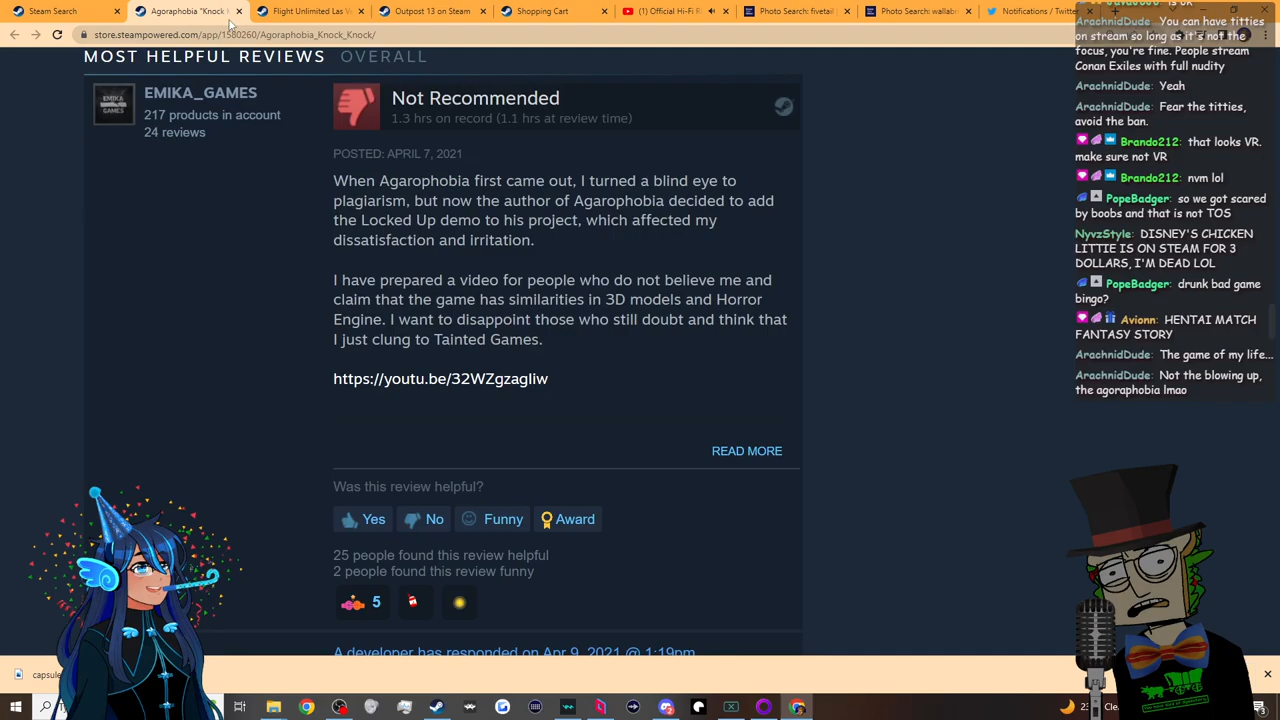 Steam Search
Agoraphobia "Knock
Flight Unlimited Las V
Outpost 13 on Steam
Shopping Cart
(1) Official Hi-Fi R
Photo Search: fivetail
Photo Search: wallab
Notifications / Twitter
store.steampowered.com/app/1580260/Agoraphobia_Knock_Knock/
MOST HELPFUL REVIEWS OVERALL
EMIKA_GAMES
217 products in account
24 reviews
Not Recommended
1.3 hrs on record (1.1 hrs at review time)
POSTED: APRIL 7, 2021
When Agarophobia first came out, I turned a blind eye to
plagiarism, but now the author of Agarophobia decided to add
the Locked Up demo to his project, which affected my
dissatisfaction and irritation.
I have prepared a video for people who do not believe me and
claim that the game has similarities in 3D models and Horror
Engine. I want to disappoint those who still doubt and think that
I just clung to Tainted Games.
https://youtu.be/32WZgzagIiw
READ MORE
Was this review helpful?
Yes
No
Funny
Award
25 people found this review helpful
2 people found this review funny
5
A developer has responded on Apr 9, 2021 @ 1:19pm
capsule
ArachnidDude: You can have titties
on stream so long as it's not the
focus, you're fine. People stream
Conan Exiles with full nudity
ArachnidDude: Yeah
ArachnidDude: Fear the titties,
avoid the ban.
Brando212: that looks VR.
make sure not VR
Brando212: nvm lol
PopeBadger: so we got scared
by boobs and that is not TOS
NyvzStyle: DISNEY'S CHICKEN
LITTIE IS ON STEAM FOR 3
DOLLARS, I'M DEAD LOL
PopeBadger: drunk bad game
bingo?
Avionn: HENTAI MATCH
FANTASY STORY
ArachnidDude: The game of my life...
ArachnidDude: Not the blowing up,
the agoraphobia lmao